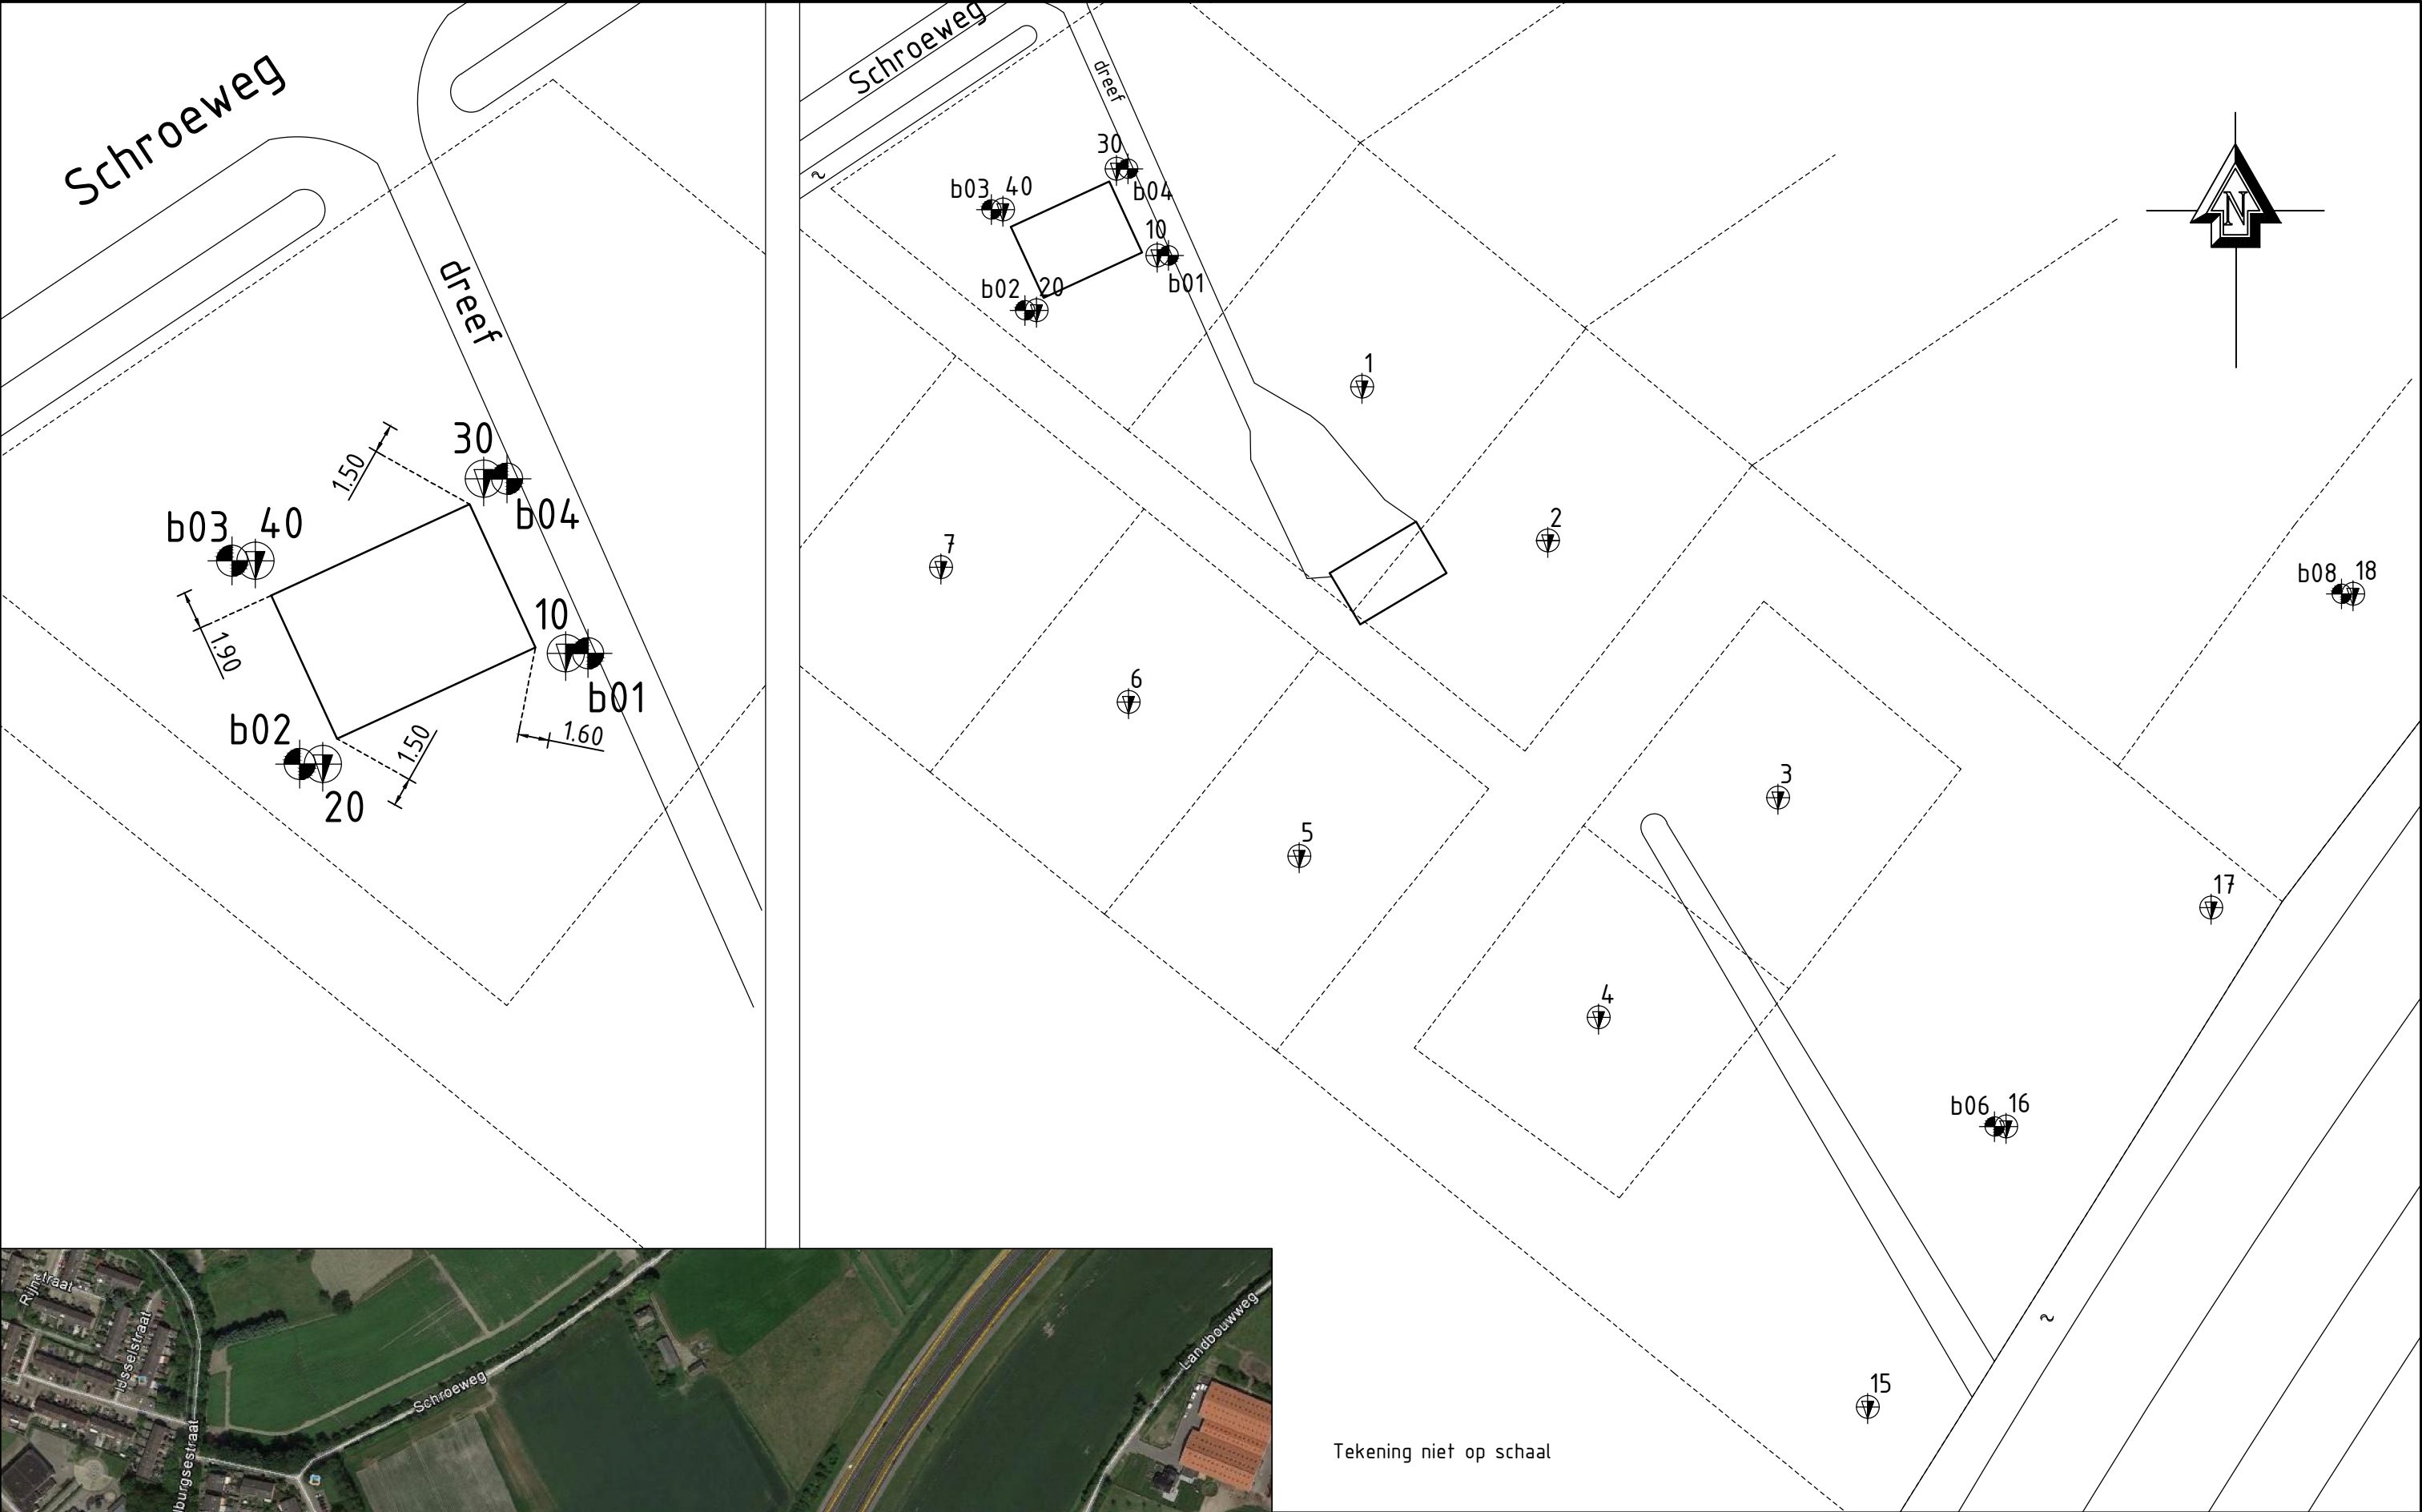 Schroeweg
dreef
30
b04
1.50
b03
40
1.90
10
b01
1.60
b02
20
1.50
Schroeweg
dreef
~
30
b04
b03
40
10
b01
b02
20
N
1
2
7
6
5
3
4
b08
18
17
b06
16
15
~
Tekening niet op schaal
Rijnstraat
IJsselstraat
Schroeweg
Landbouwweg
burgsestraat